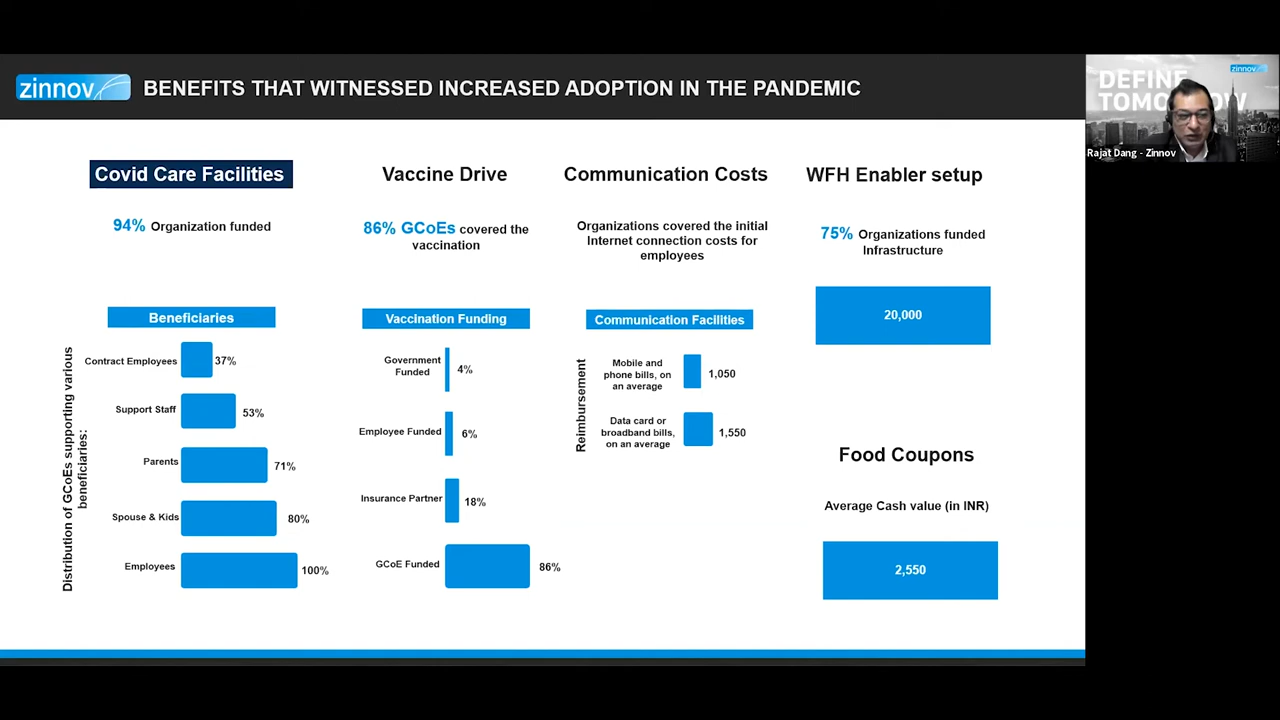 zinnov
BENEFITS THAT WITNESSED INCREASED ADOPTION IN THE PANDEMIC
zinnov
DEFINE
TOMORROW
Rajat Dang - Zinnov
Covid Care Facilities
94% Organization funded
Beneficiaries
Distribution of GCoEs supporting various
beneficiaries:
Contract Employees
37%
Support Staff
53%
Parents
71%
Spouse & Kids
80%
Employees
100%
Vaccine Drive
86% GCoEs covered the
vaccination
Vaccination Funding
Government
Funded
4%
Employee Funded
6%
Insurance Partner
18%
GCoE Funded
86%
Communication Costs
Organizations covered the initial
Internet connection costs for
employees
Communication Facilities
Reimbursement
Mobile and
phone bills, on
an average
1,050
Data card or
broadband bills,
on an average
1,550
WFH Enabler setup
75% Organizations funded
Infrastructure
20,000
Food Coupons
Average Cash value (in INR)
2,550